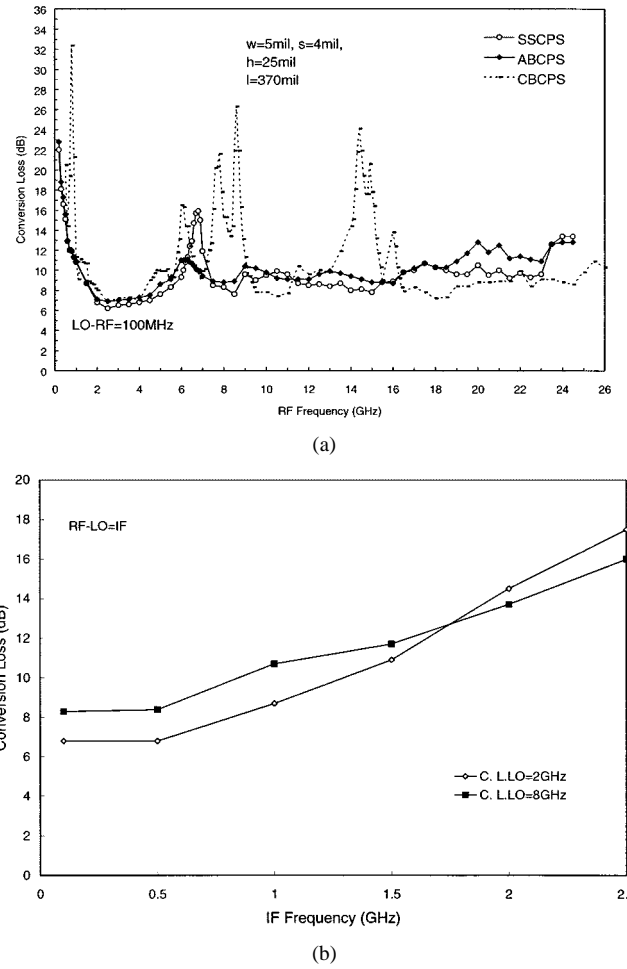 36
34
32
30
28
26
24
22
20
18
16
14
12
10
8
6
4
2
0
Conversion Loss (dB)
w=5mil, s=4mil,
h=25mil
l=370mil
SSCPS
ABCPS
CBCPS
LO-RF=100MHz
0 2 4 6 8 10 12 14 16 18 20 22 24 26
RF Frequency (GHz)
(a)
20
18
16
14
12
10
8
6
4
2
0
Conversion Loss (dB)
RF-LO=IF
C. L.LO=2GHz
C. L.LO=8GHz
0 0.5 1 1.5 2 2.
IF Frequency (GHz)
(b)